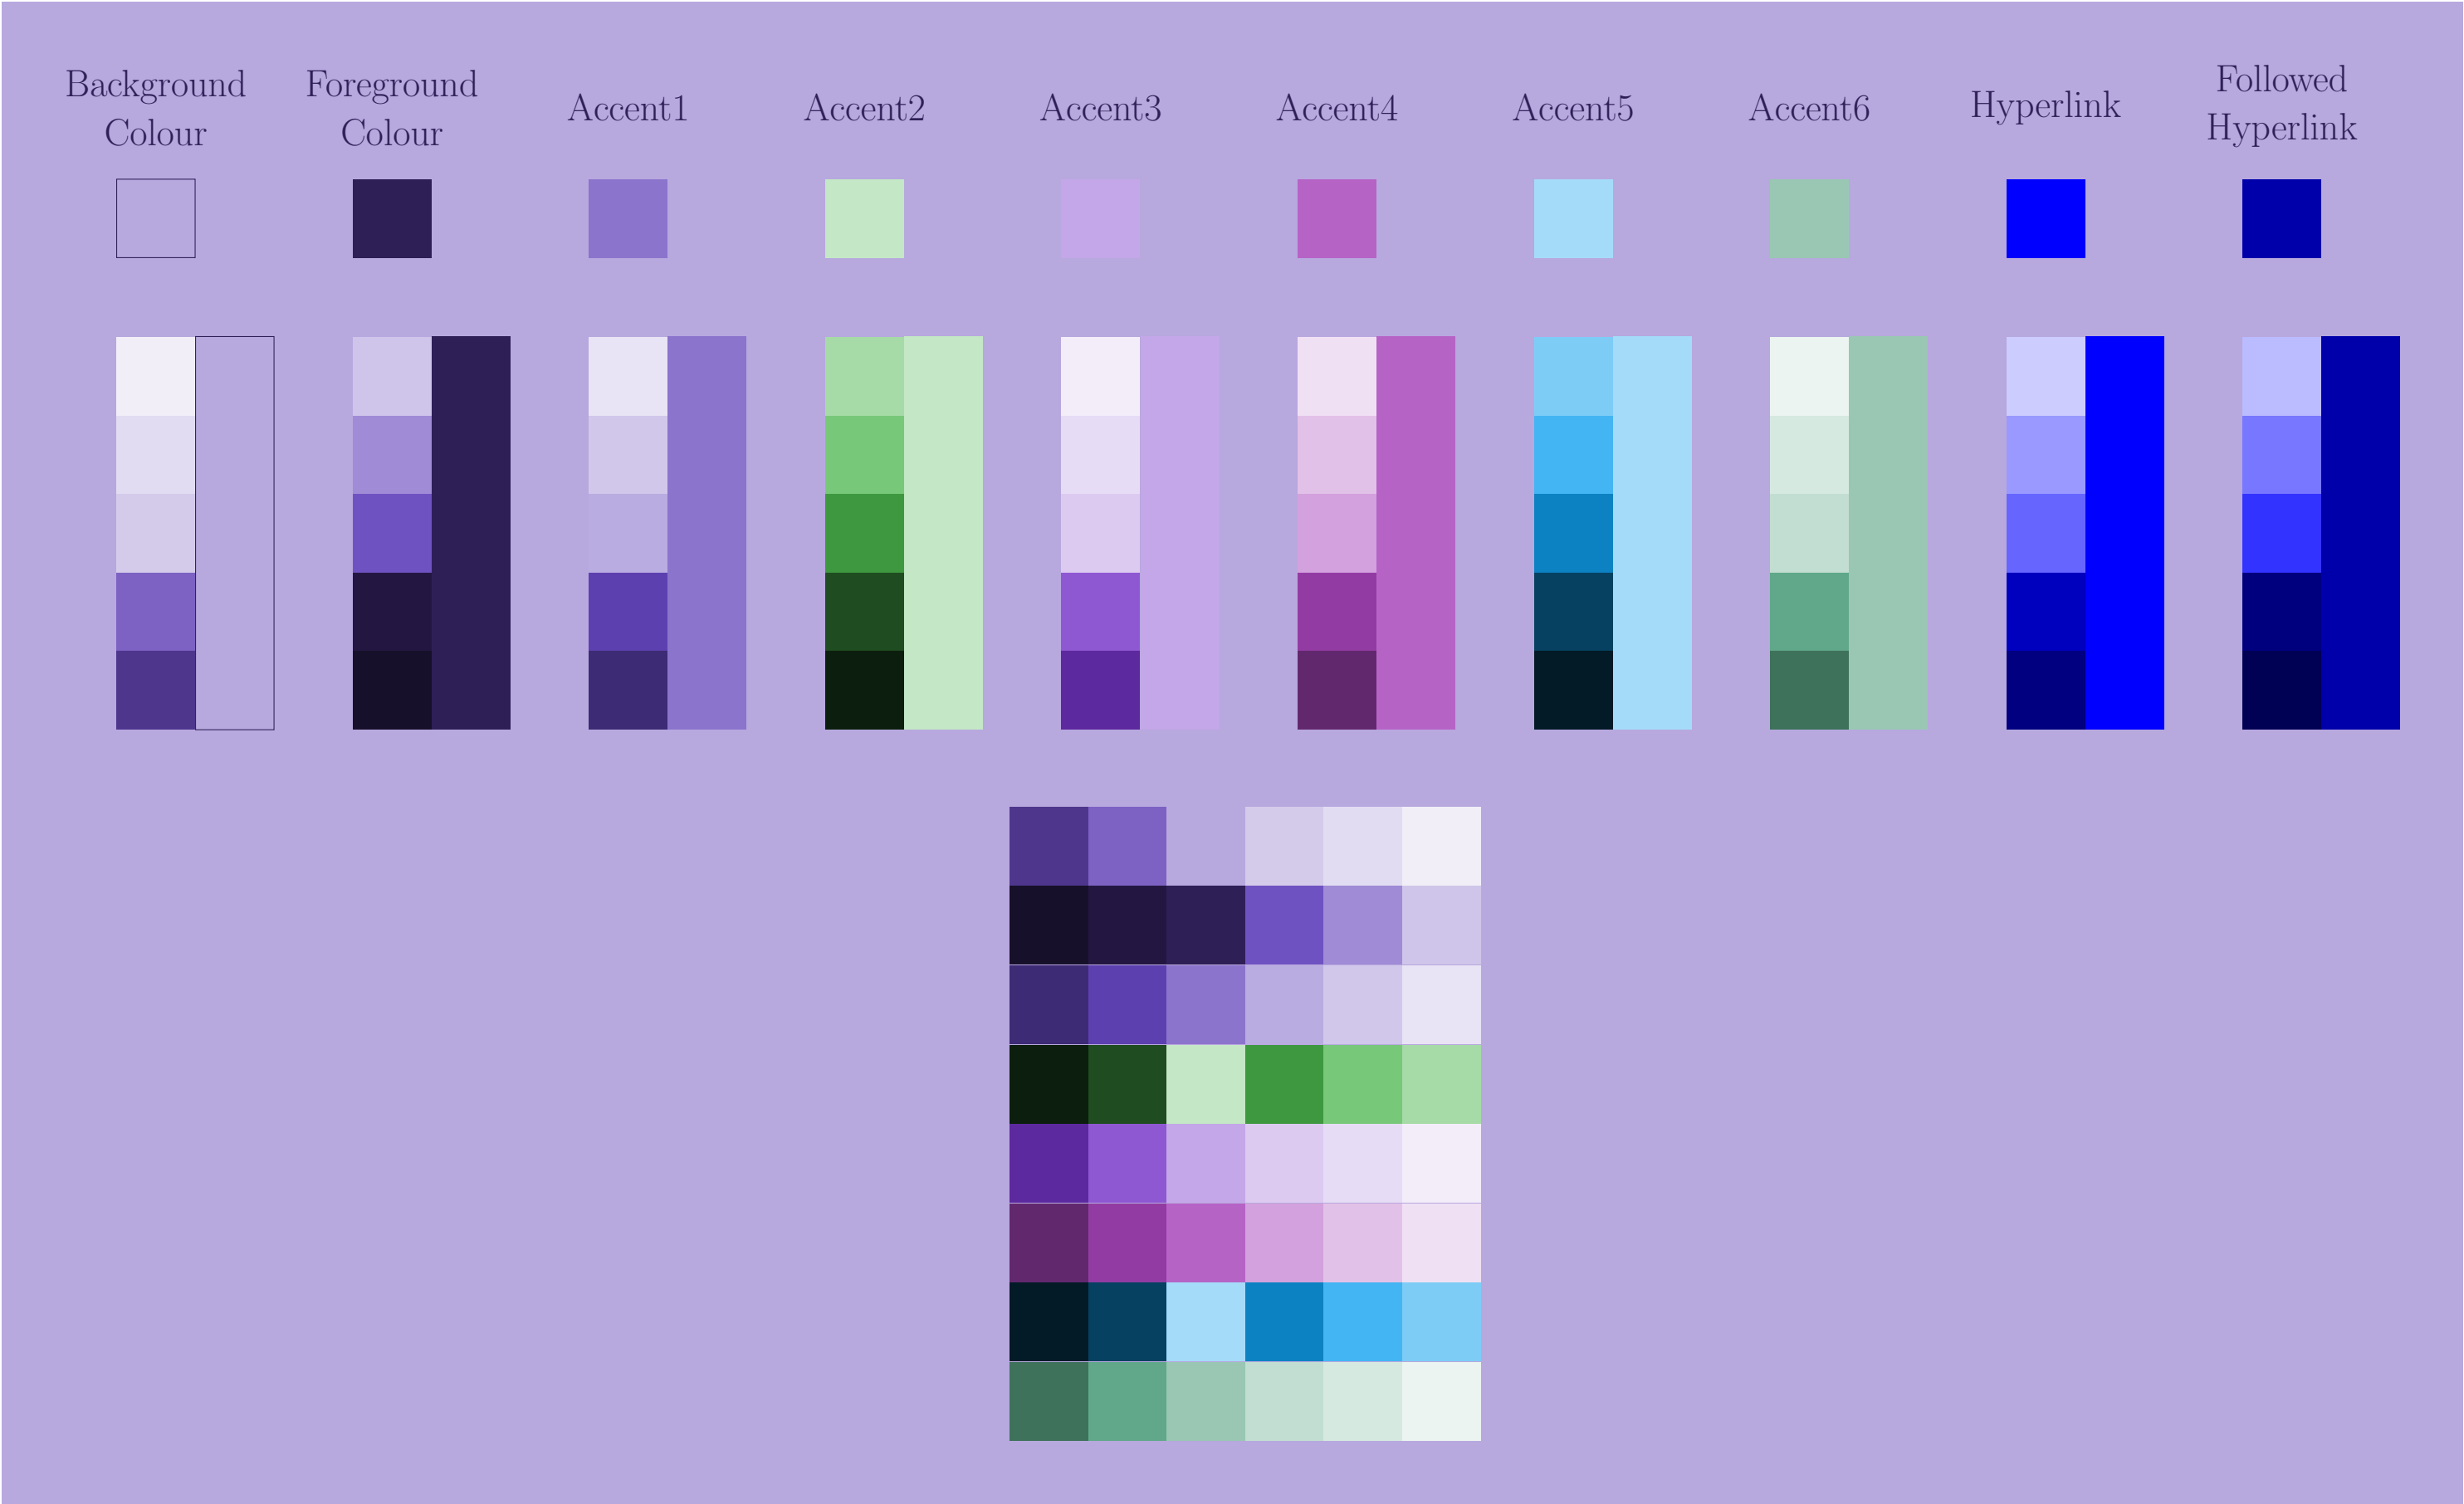 Background
Colour
Foreground
Colour
Accent1
Accent2
Accent3
Accent4
Accent5
Accent6
Hyperlink
Followed
Hyperlink